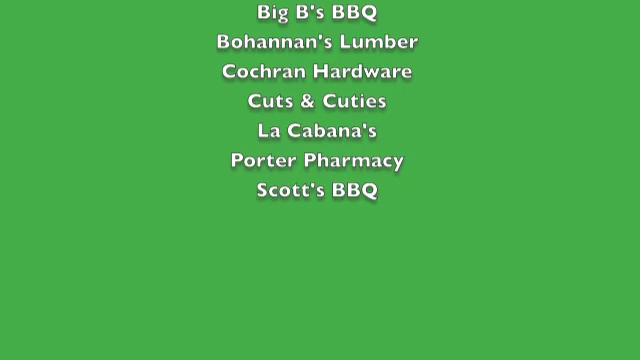 Big B's BBQ
Bohannan's Lumber
Cochran Hardware
Cuts & Cuties
La Cabana's
Porter Pharmacy
Scott's BBQ